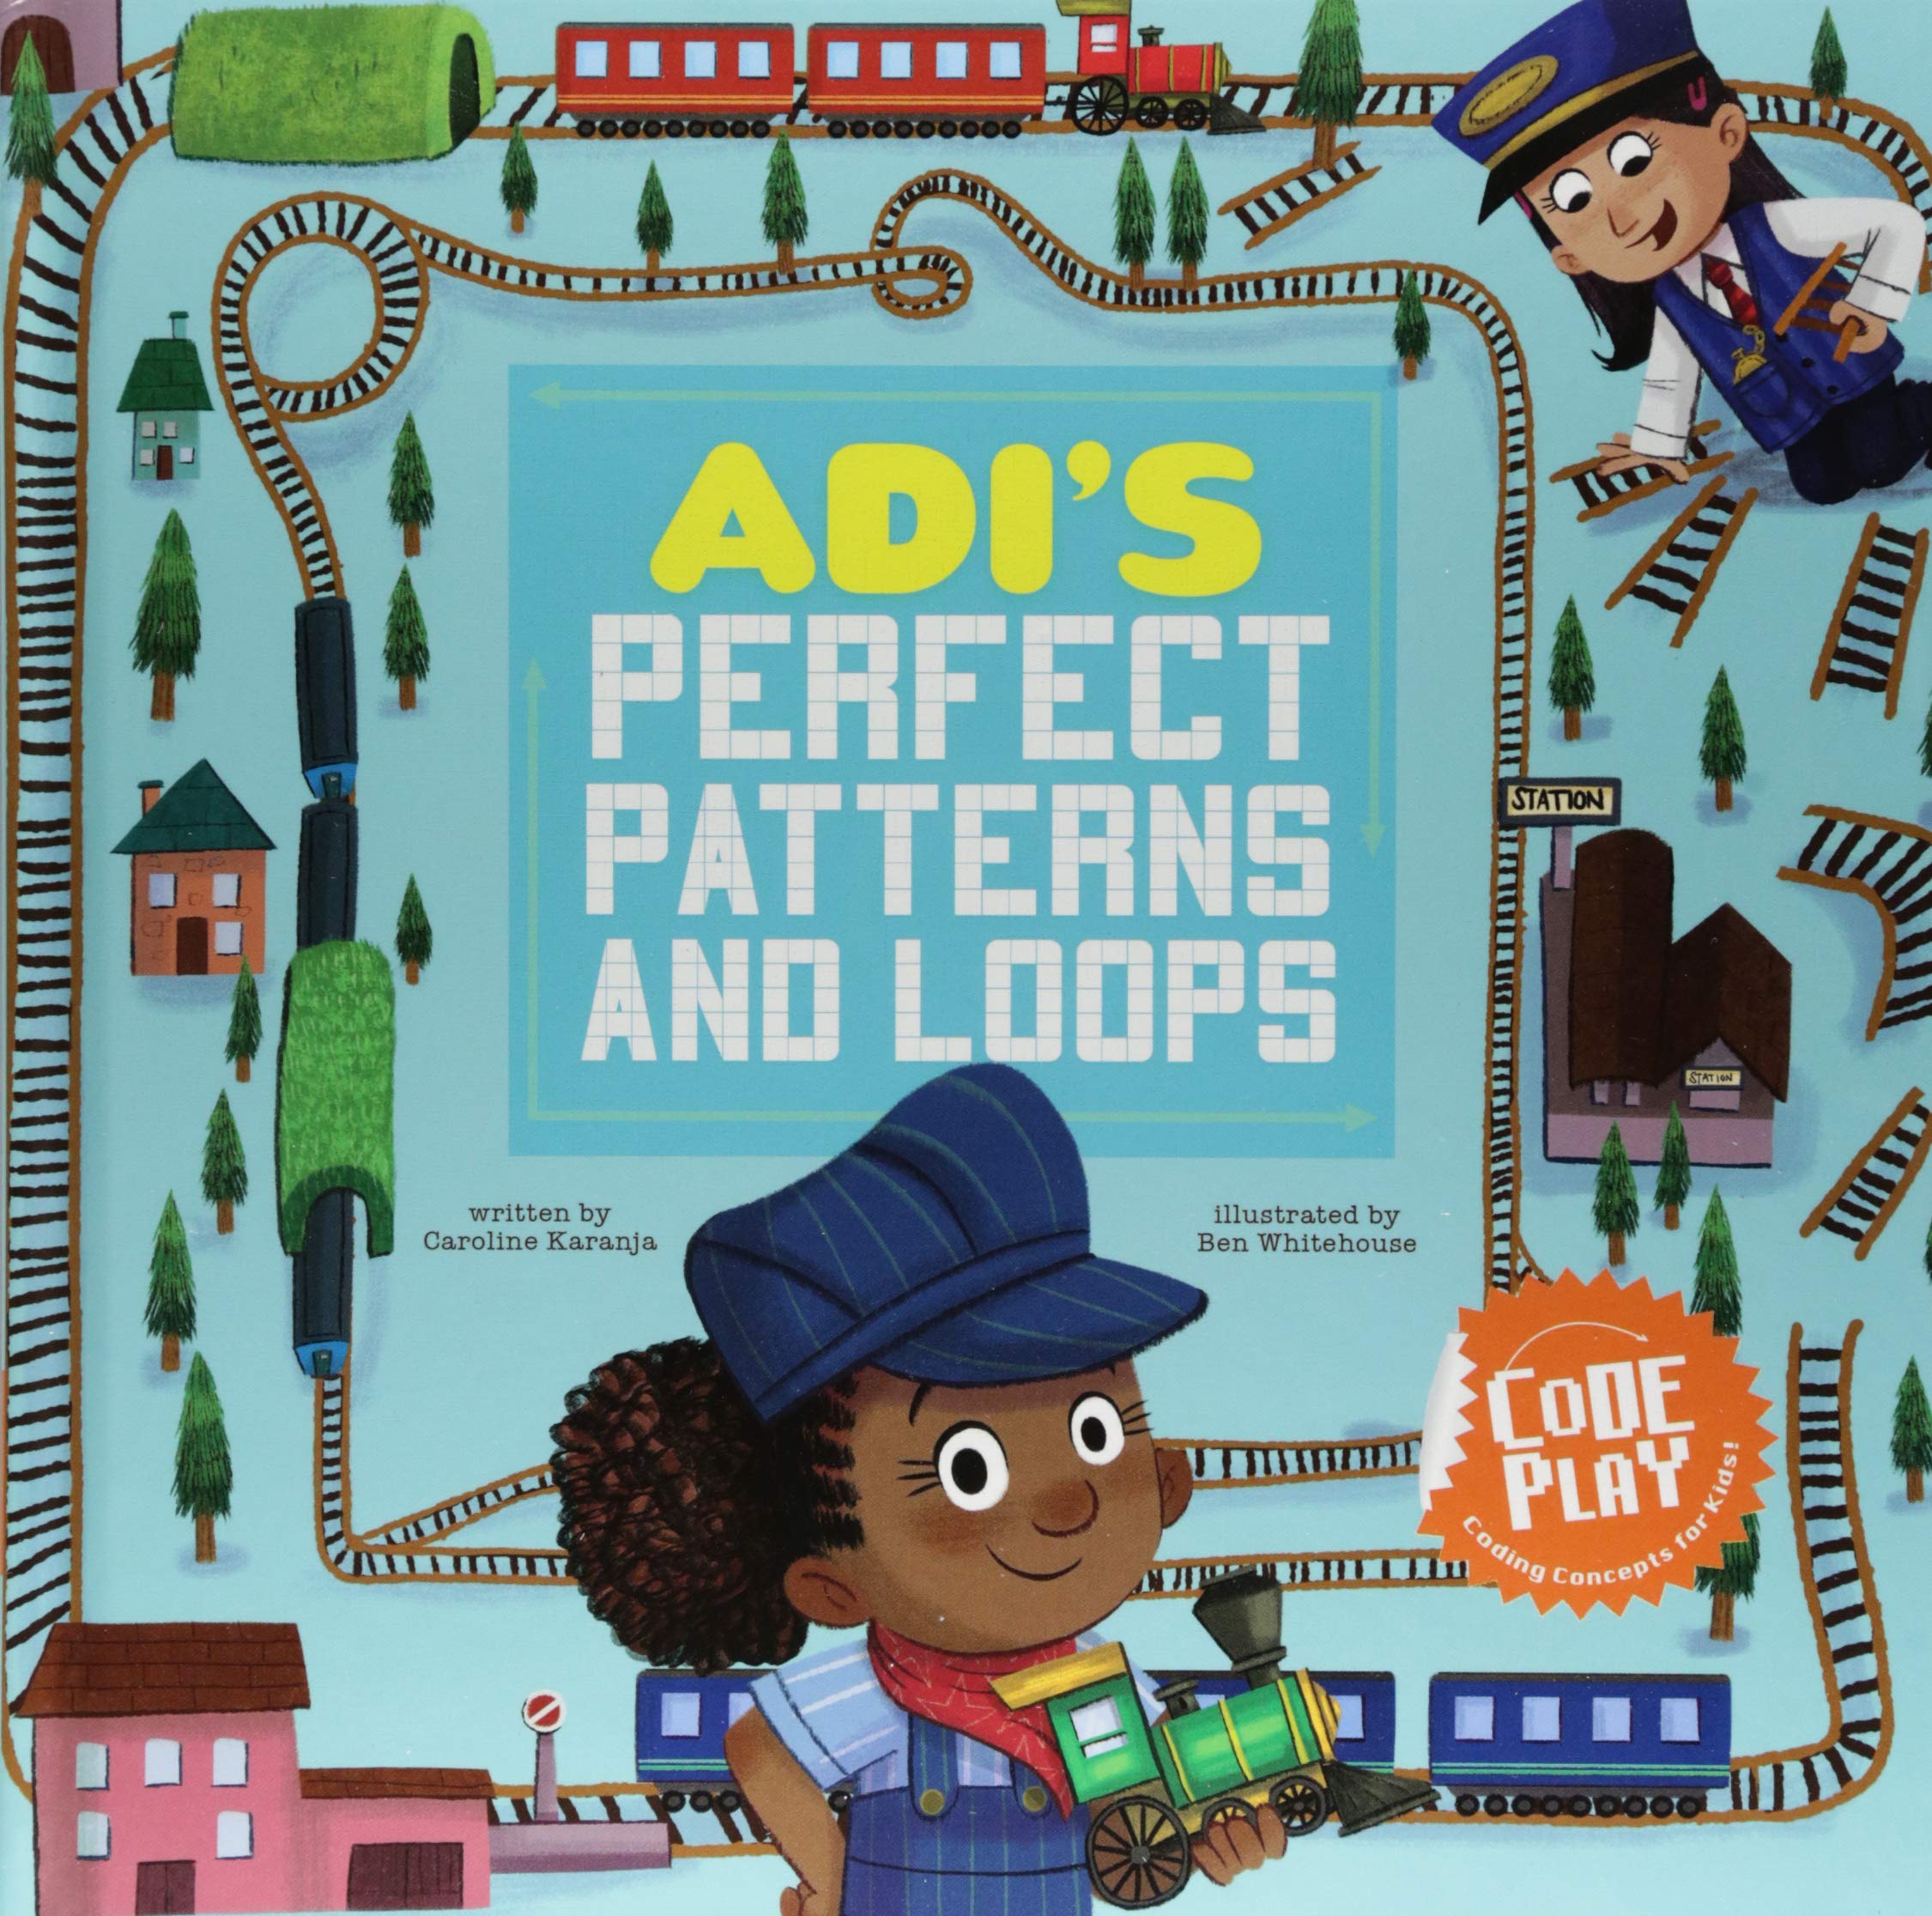 ADI'S
PERFECT
PATTERNS
AND LOOPS
STATION
STATION
written by
Caroline Karanja
illustrated by
Ben Whitehouse
CODE
PLAY
Coding Concepts for Kids!